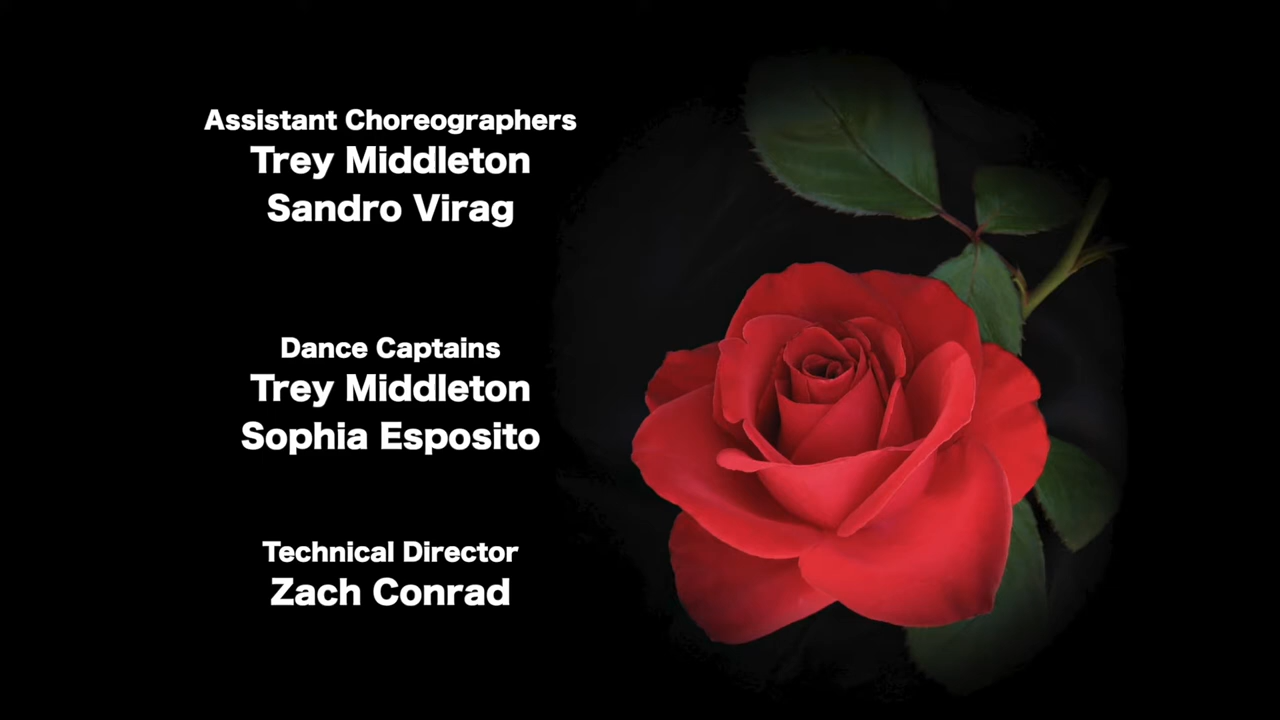 Assistant Choreographers
Trey Middleton
Sandro Virag
Dance Captains
Trey Middleton
Sophia Esposito
Technical Director
Zach Conrad